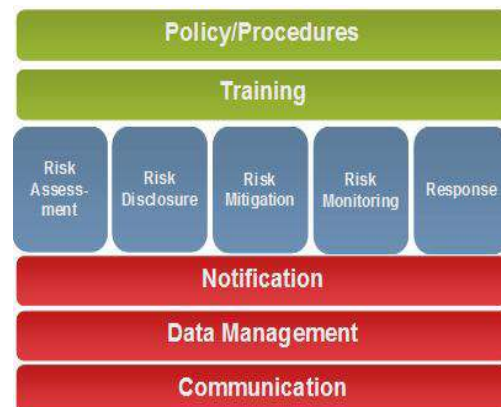 Policy/Procedures
Training
Risk
Assess-
ment
Risk
Disclosure
Risk
Mitigation
Risk
Monitoring
Response
Notification
Data Management
Communication